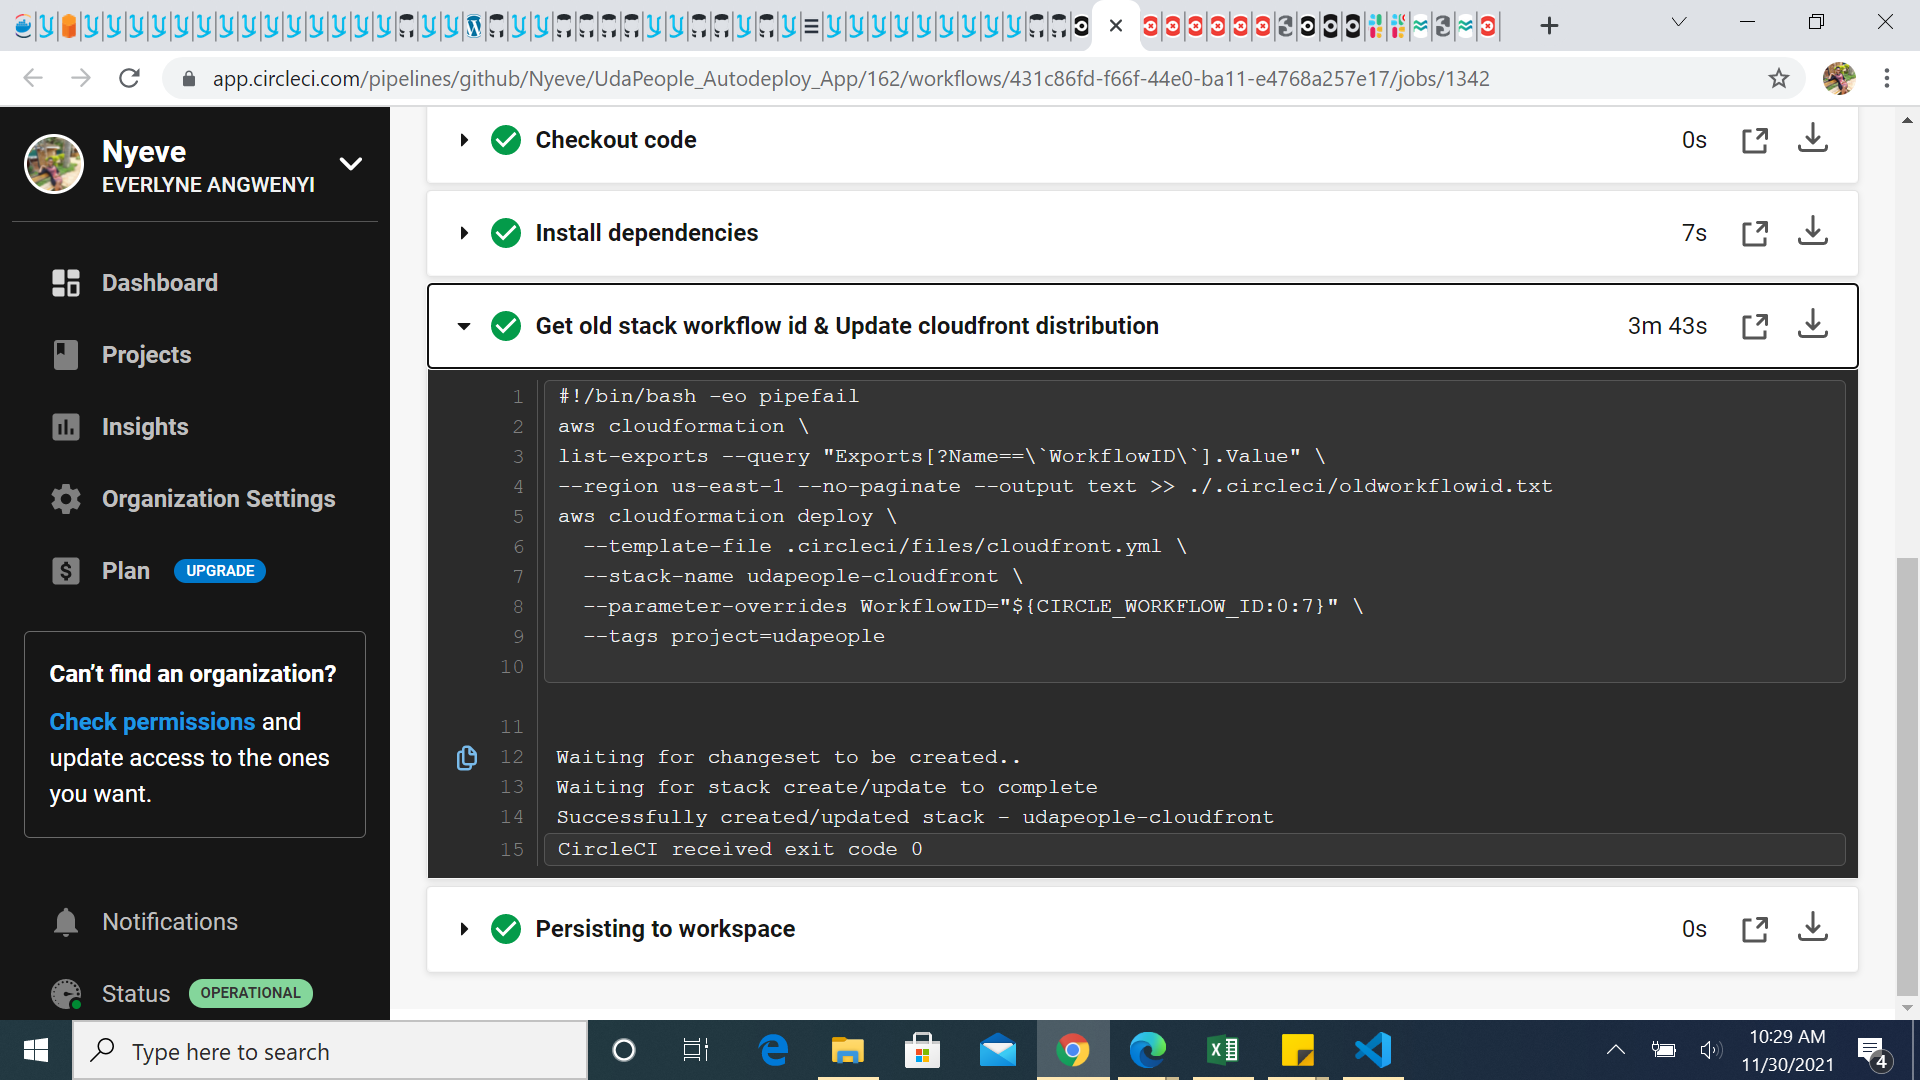 app.circleci.com/pipelines/github/Nyeve/UdaPeople_Autodeploy_App/162/workflows/431c86fd-f66f-44e0-ba11-e4768a257e17/jobs/1342
Nyeve
EVERLYNE ANGWENYI
Dashboard
Projects
Insights
Organization Settings
Plan UPGRADE
Can't find an organization?
Check permissions and
update access to the ones
you want.
Notifications
Status OPERATIONAL
Checkout code 0s
Install dependencies 7s
Get old stack workflow id & Update cloudfront distribution 3m 43s
1 #!/bin/bash -eo pipefail
2 aws cloudformation \
3 list-exports --query "Exports[?Name==\`WorkflowID\`].Value" \
4 --region us-east-1 --no-paginate --output text >> ./.circleci/oldworkflowid.txt
5 aws cloudformation deploy \
6 --template-file .circleci/files/cloudfront.yml \
7 --stack-name udapeople-cloudfront \
8 --parameter-overrides WorkflowID="${CIRCLE_WORKFLOW_ID:0:7}" \
9 --tags project=udapeople
10
11
12 Waiting for changeset to be created..
13 Waiting for stack create/update to complete
14 Successfully created/updated stack - udapeople-cloudfront
15 CircleCI received exit code 0
Persisting to workspace 0s
Type here to search
10:29 AM
11/30/2021
4